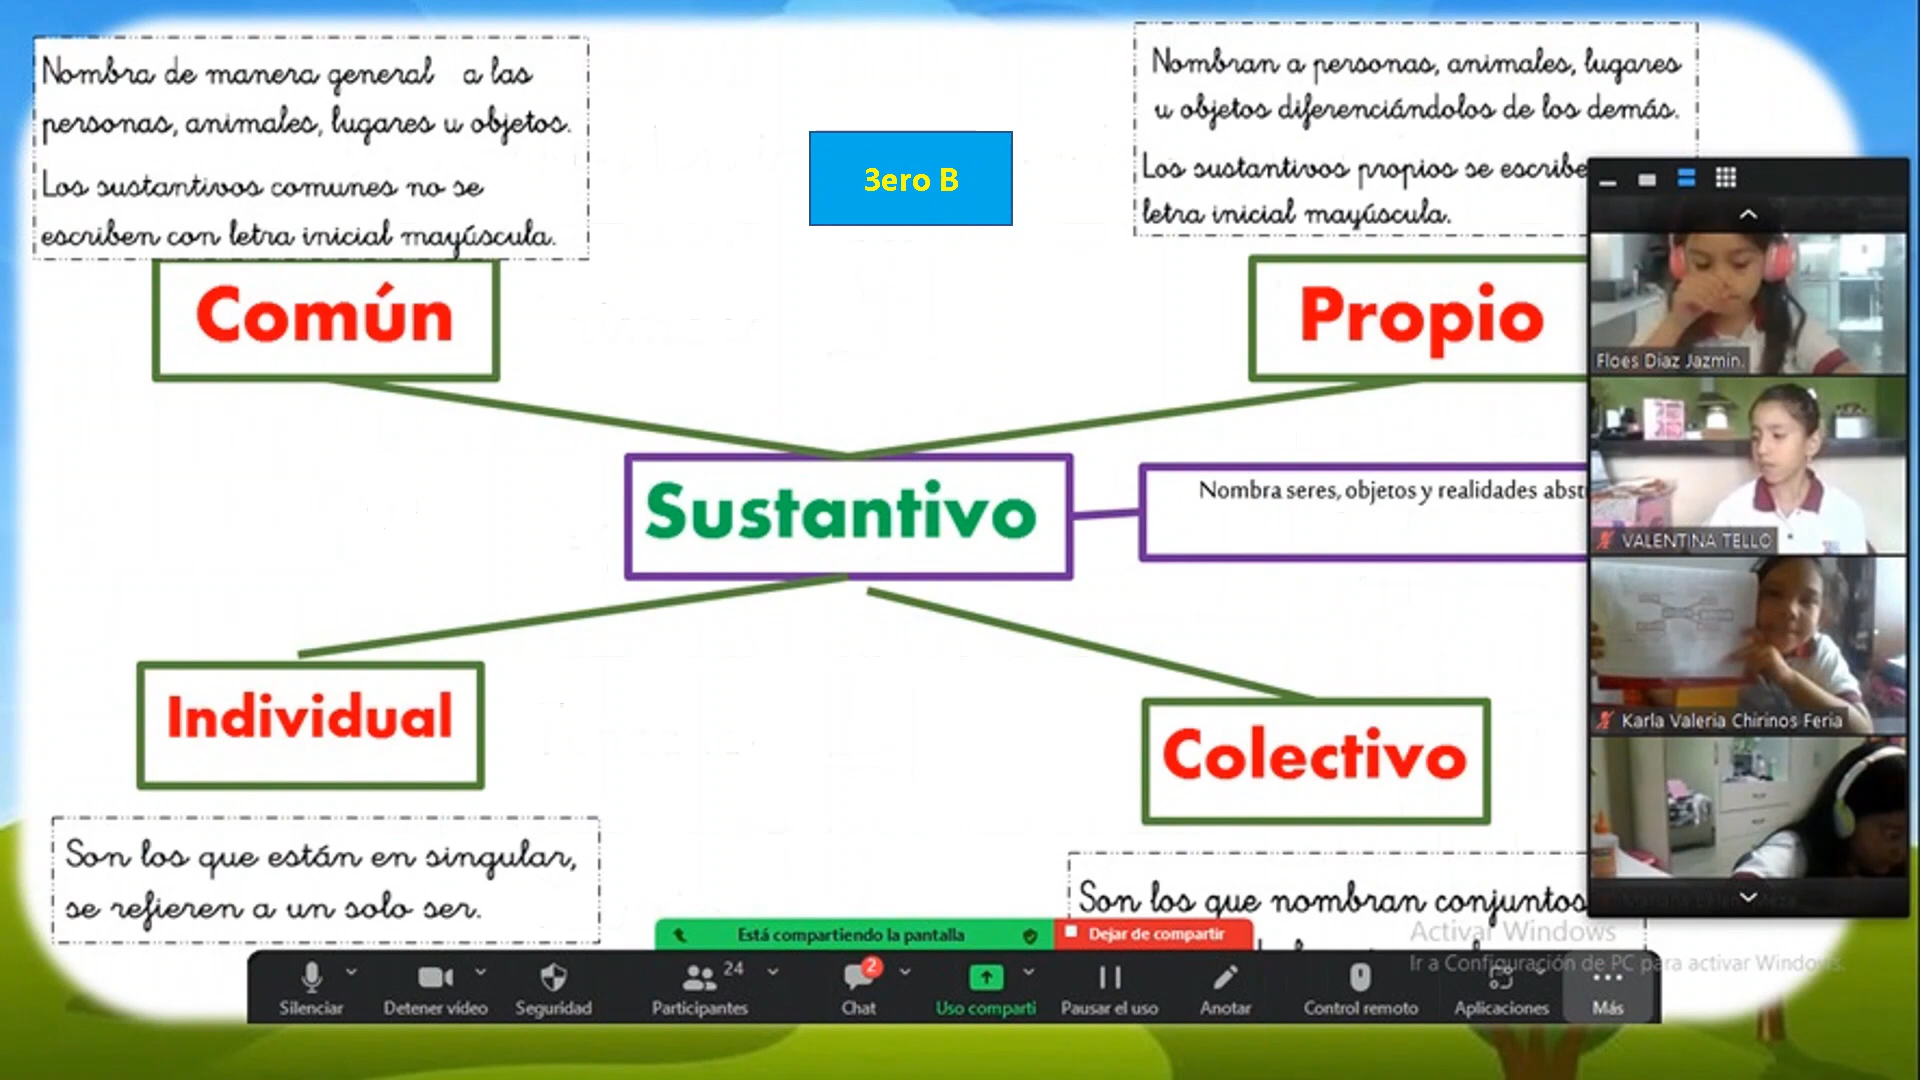 Nombra de manera general a las
personas, animales, lugares u objetos.
Los sustantivos comunes no se
escriben con letra inicial mayúscula.
Común
3ero B
Nombran a personas, animales, lugares
u objetos diferenciándolos de los demás.
Los sustantivos propios se escribe
letra inicial mayúscula.
Propio
Sustantivo
Nombra seres, objetos y realidades abst
Individual
Son los que están en singular,
se refieren a un solo ser.
Colectivo
Son los que nombran conjuntos
Floes Diaz Jazmin.
VALENTINA TELLO
Karla Valeria Chirinos Feria
Activar Windows
Ir a Configuración de PC para activar Windows.
Está compartiendo la pantalla
Dejar de compartir
Silenciar
Detener vídeo
Seguridad
24
Participantes
2
Chat
Uso comparti
Pausar el uso
Anotar
Control remoto
Aplicaciones
Más